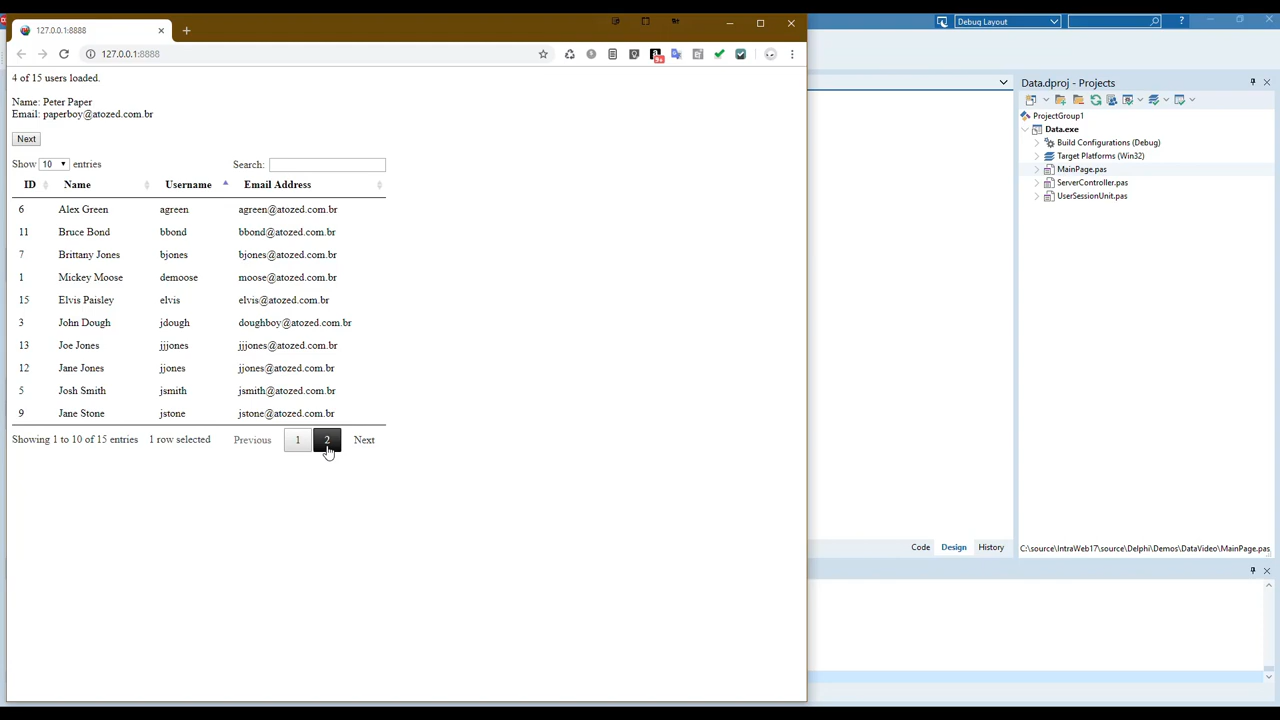 127.0.0.1:8888
Debug Layout
127.0.0.1:8888
9+
4 of 15 users loaded.
Name: Peter Paper
Email: paperboy@atozed.com.br
Next
Show 10 entries
Search:
ID Name Username Email Address
6 Alex Green agreen agreen@atozed.com.br
11 Bruce Bond bbond bbond@atozed.com.br
7 Brittany Jones bjones bjones@atozed.com.br
1 Mickey Moose demoose moose@atozed.com.br
15 Elvis Paisley elvis elvis@atozed.com.br
3 John Dough jdough doughboy@atozed.com.br
13 Joe Jones jjjones jjjones@atozed.com.br
12 Jane Jones jjones jjones@atozed.com.br
5 Josh Smith jsmith jsmith@atozed.com.br
9 Jane Stone jstone jstone@atozed.com.br
Showing 1 to 10 of 15 entries 1 row selected Previous 1 2 Next
Data.dproj - Projects
ProjectGroup1
Data.exe
Build Configurations (Debug)
Target Platforms (Win32)
MainPage.pas
ServerController.pas
UserSessionUnit.pas
Code Design History
C:\source\IntraWeb17\source\Delphi\Demos\DataVideo\MainPage.pas